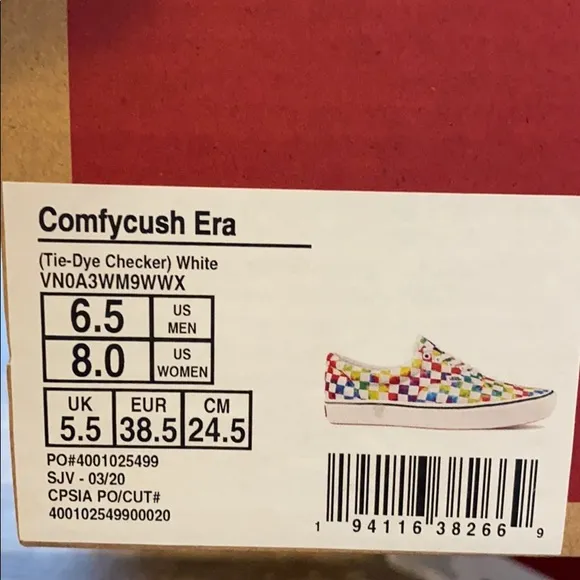 Comfycush Era
(Tie-Dye Checker) White
VN0A3WM9WWX
6.5 US MEN
8.0 US WOMEN
UK EUR CM
5.5 38.5 24.5
PO#4001025499
SJV - 03/20
CPSIA PO/CUT#
400102549900020
1 94116 38266 9